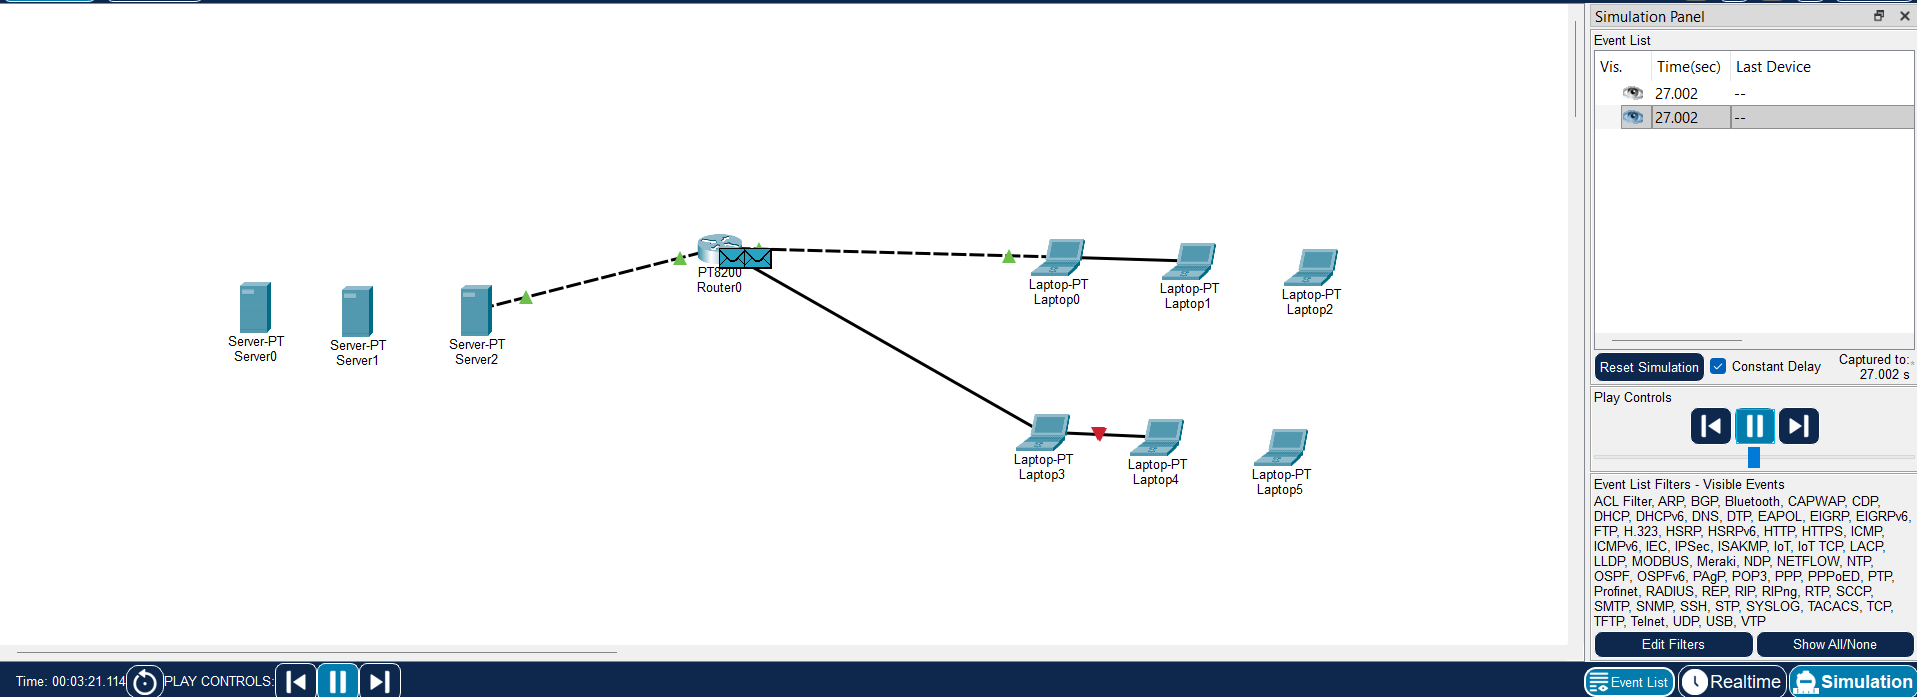 Simulation Panel
Event List
Vis. Time(sec) Last Device
27.002 --
27.002 --
PT8200
Router0
Server-PT
Server0
Server-PT
Server1
Server-PT
Server2
Laptop-PT
Laptop0
Laptop-PT
Laptop1
Laptop-PT
Laptop2
Laptop-PT
Laptop3
Laptop-PT
Laptop4
Laptop-PT
Laptop5
Reset Simulation Constant Delay Captured to:
27.002 s
Play Controls
Event List Filters - Visible Events
ACL Filter, ARP, BGP, Bluetooth, CAPWAP, CDP,
DHCP, DHCPv6, DNS, DTP, EAPOL, EIGRP, EIGRPv6,
FTP, H.323, HSRP, HSRPv6, HTTP, HTTPS, ICMP,
ICMPv6, IEC, IPSec, ISAKMP, IoT, IoT TCP, LACP,
LLDP, MODBUS, Meraki, NDP, NETFLOW, NTP,
OSPF, OSPFv6, PAgP, POP3, PPP, PPPoED, PTP,
Profinet, RADIUS, REP, RIP, RIPng, RTP, SCCP,
SMTP, SNMP, SSH, STP, SYSLOG, TACACS, TCP,
TFTP, Telnet, UDP, USB, VTP
Edit Filters Show All/None
Time: 00:03:21.114 PLAY CONTROLS: Event List Realtime Simulation